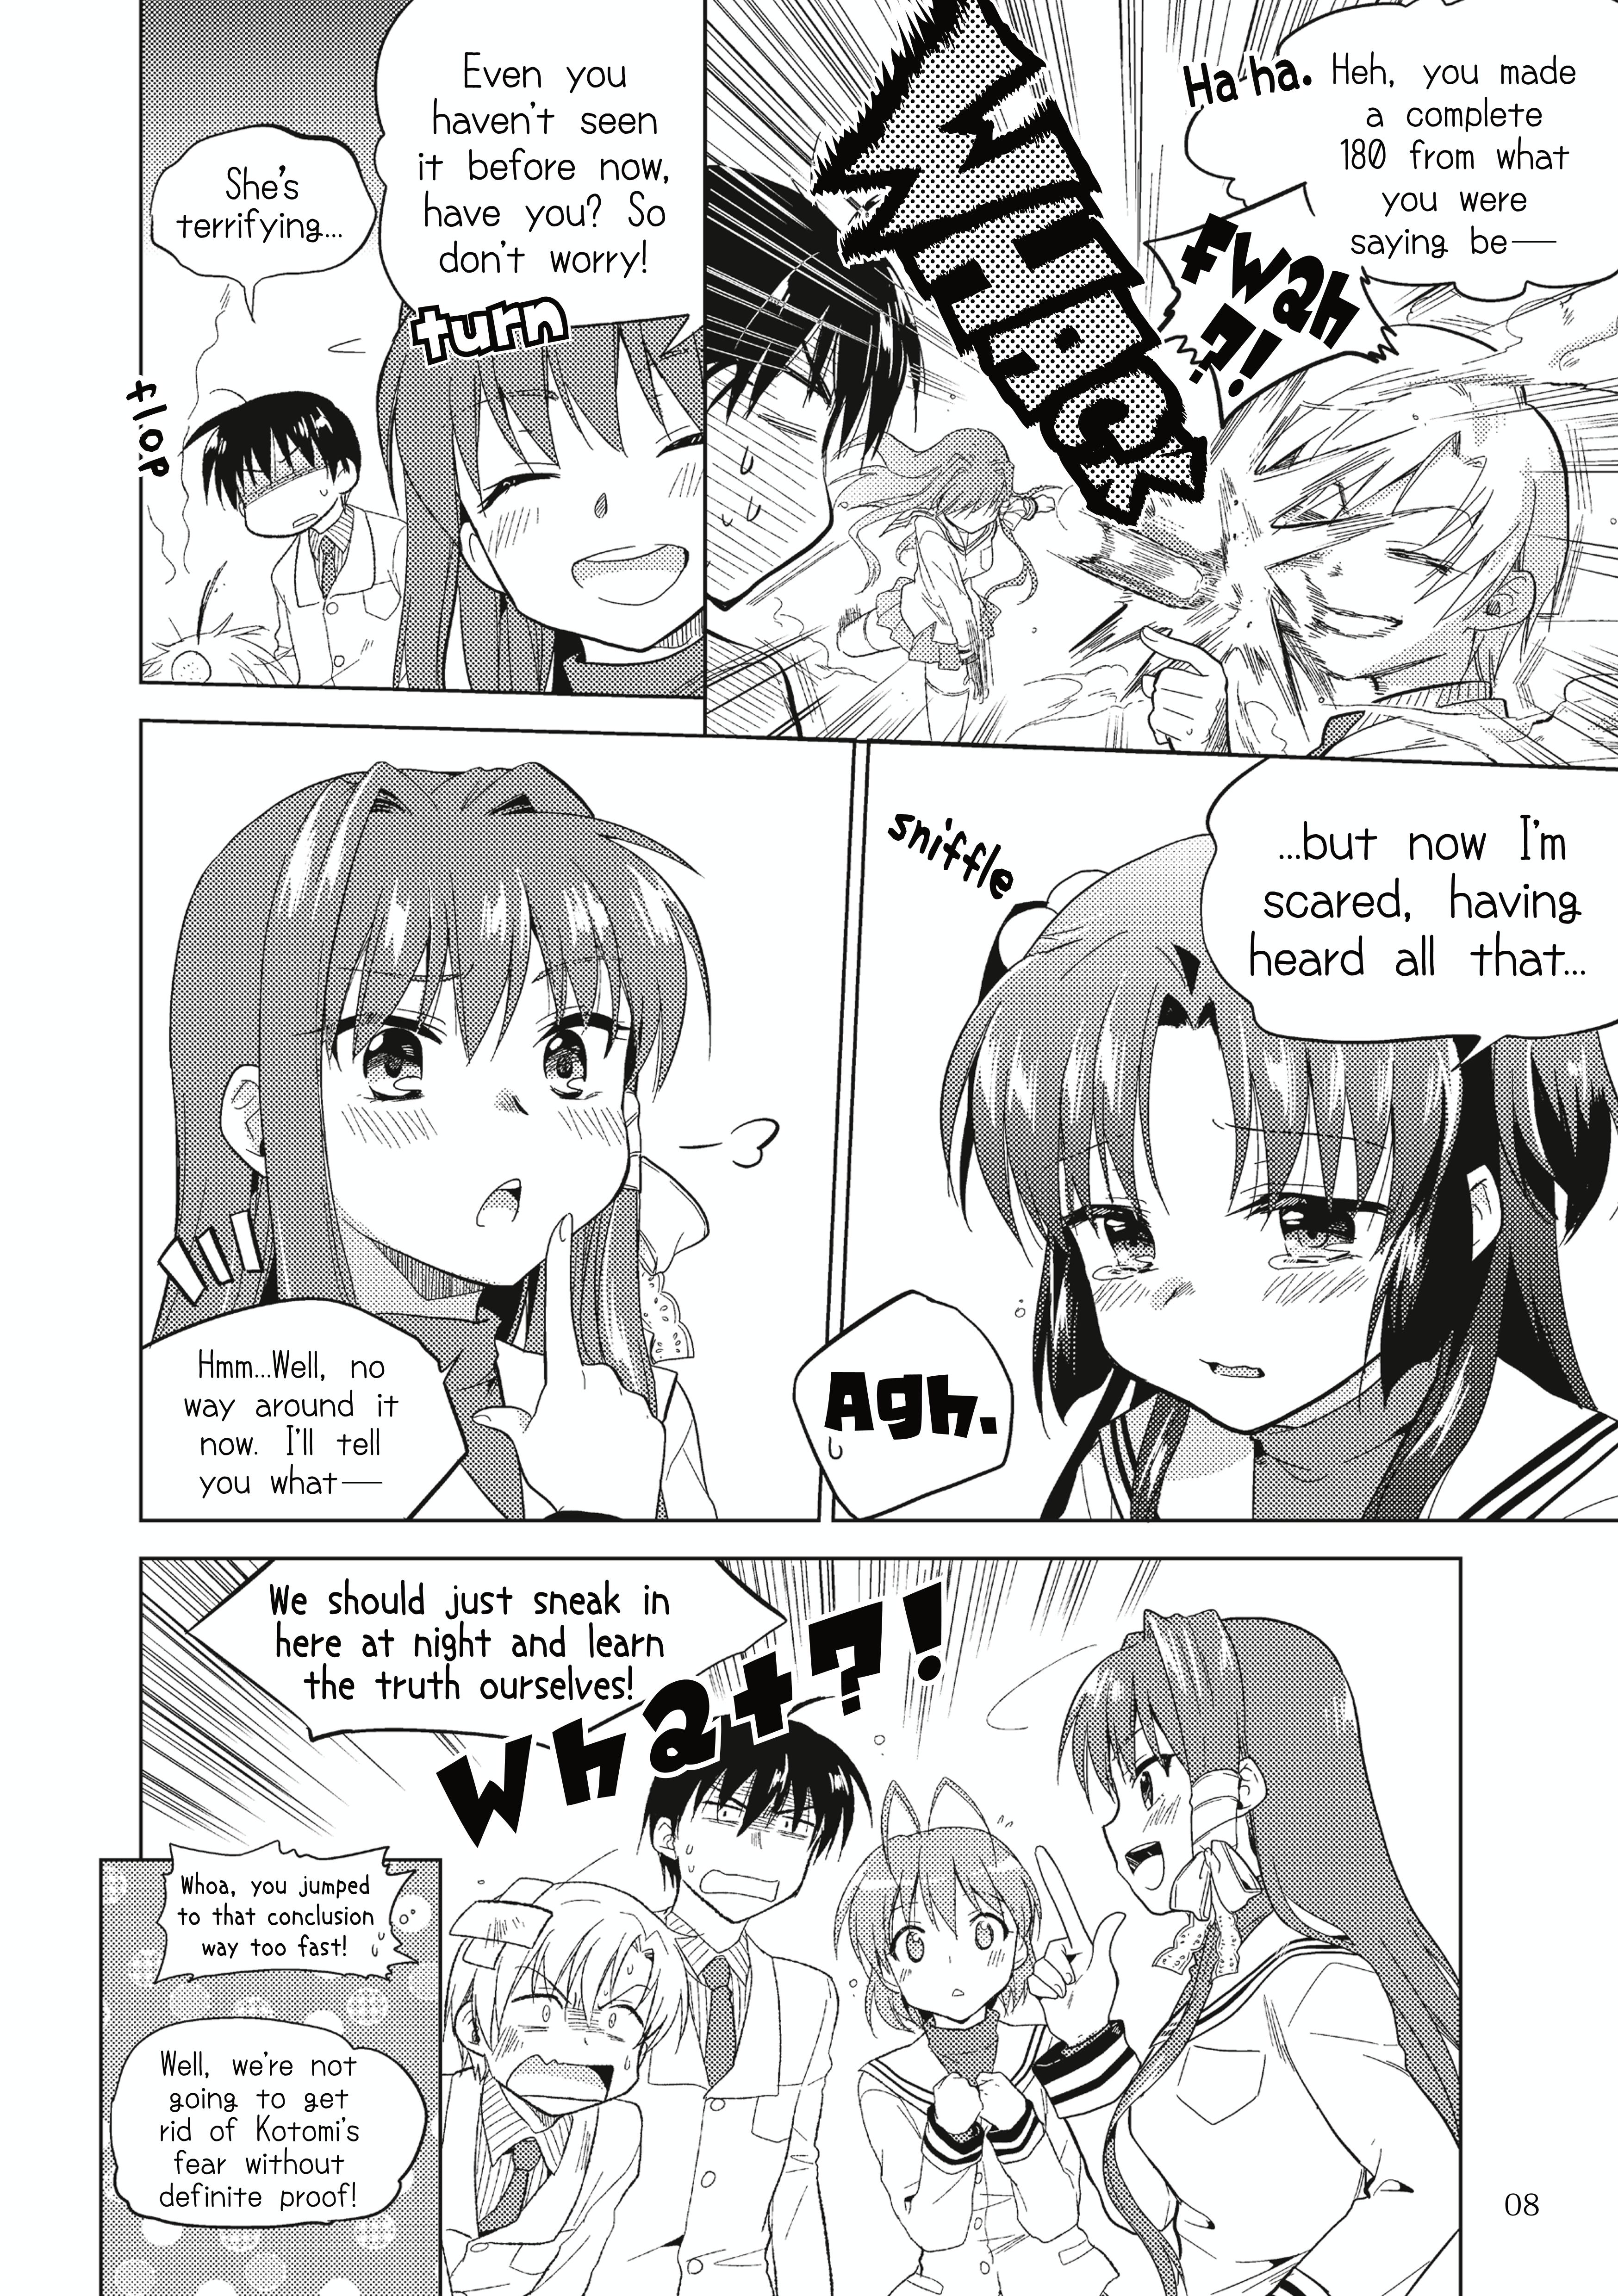 Ha-ha.
Heh, you made
a complete
180 from what
you were
saying be—
fwah
?!
WHACK
Even you
haven't seen
it before now,
have you? So
don't worry!
turn
She's
terrifying...
flop
...but now I'm
scared, having
heard all that...
sniffle
Agh.
Hmm...Well, no
way around it
now. I'll tell
you what—
We should just sneak in
here at night and learn
the truth ourselves!
What?!
Whoa, you jumped
to that conclusion
way too fast!
Well, we're not
going to get
rid of Kotomi's
fear without
definite proof!
08